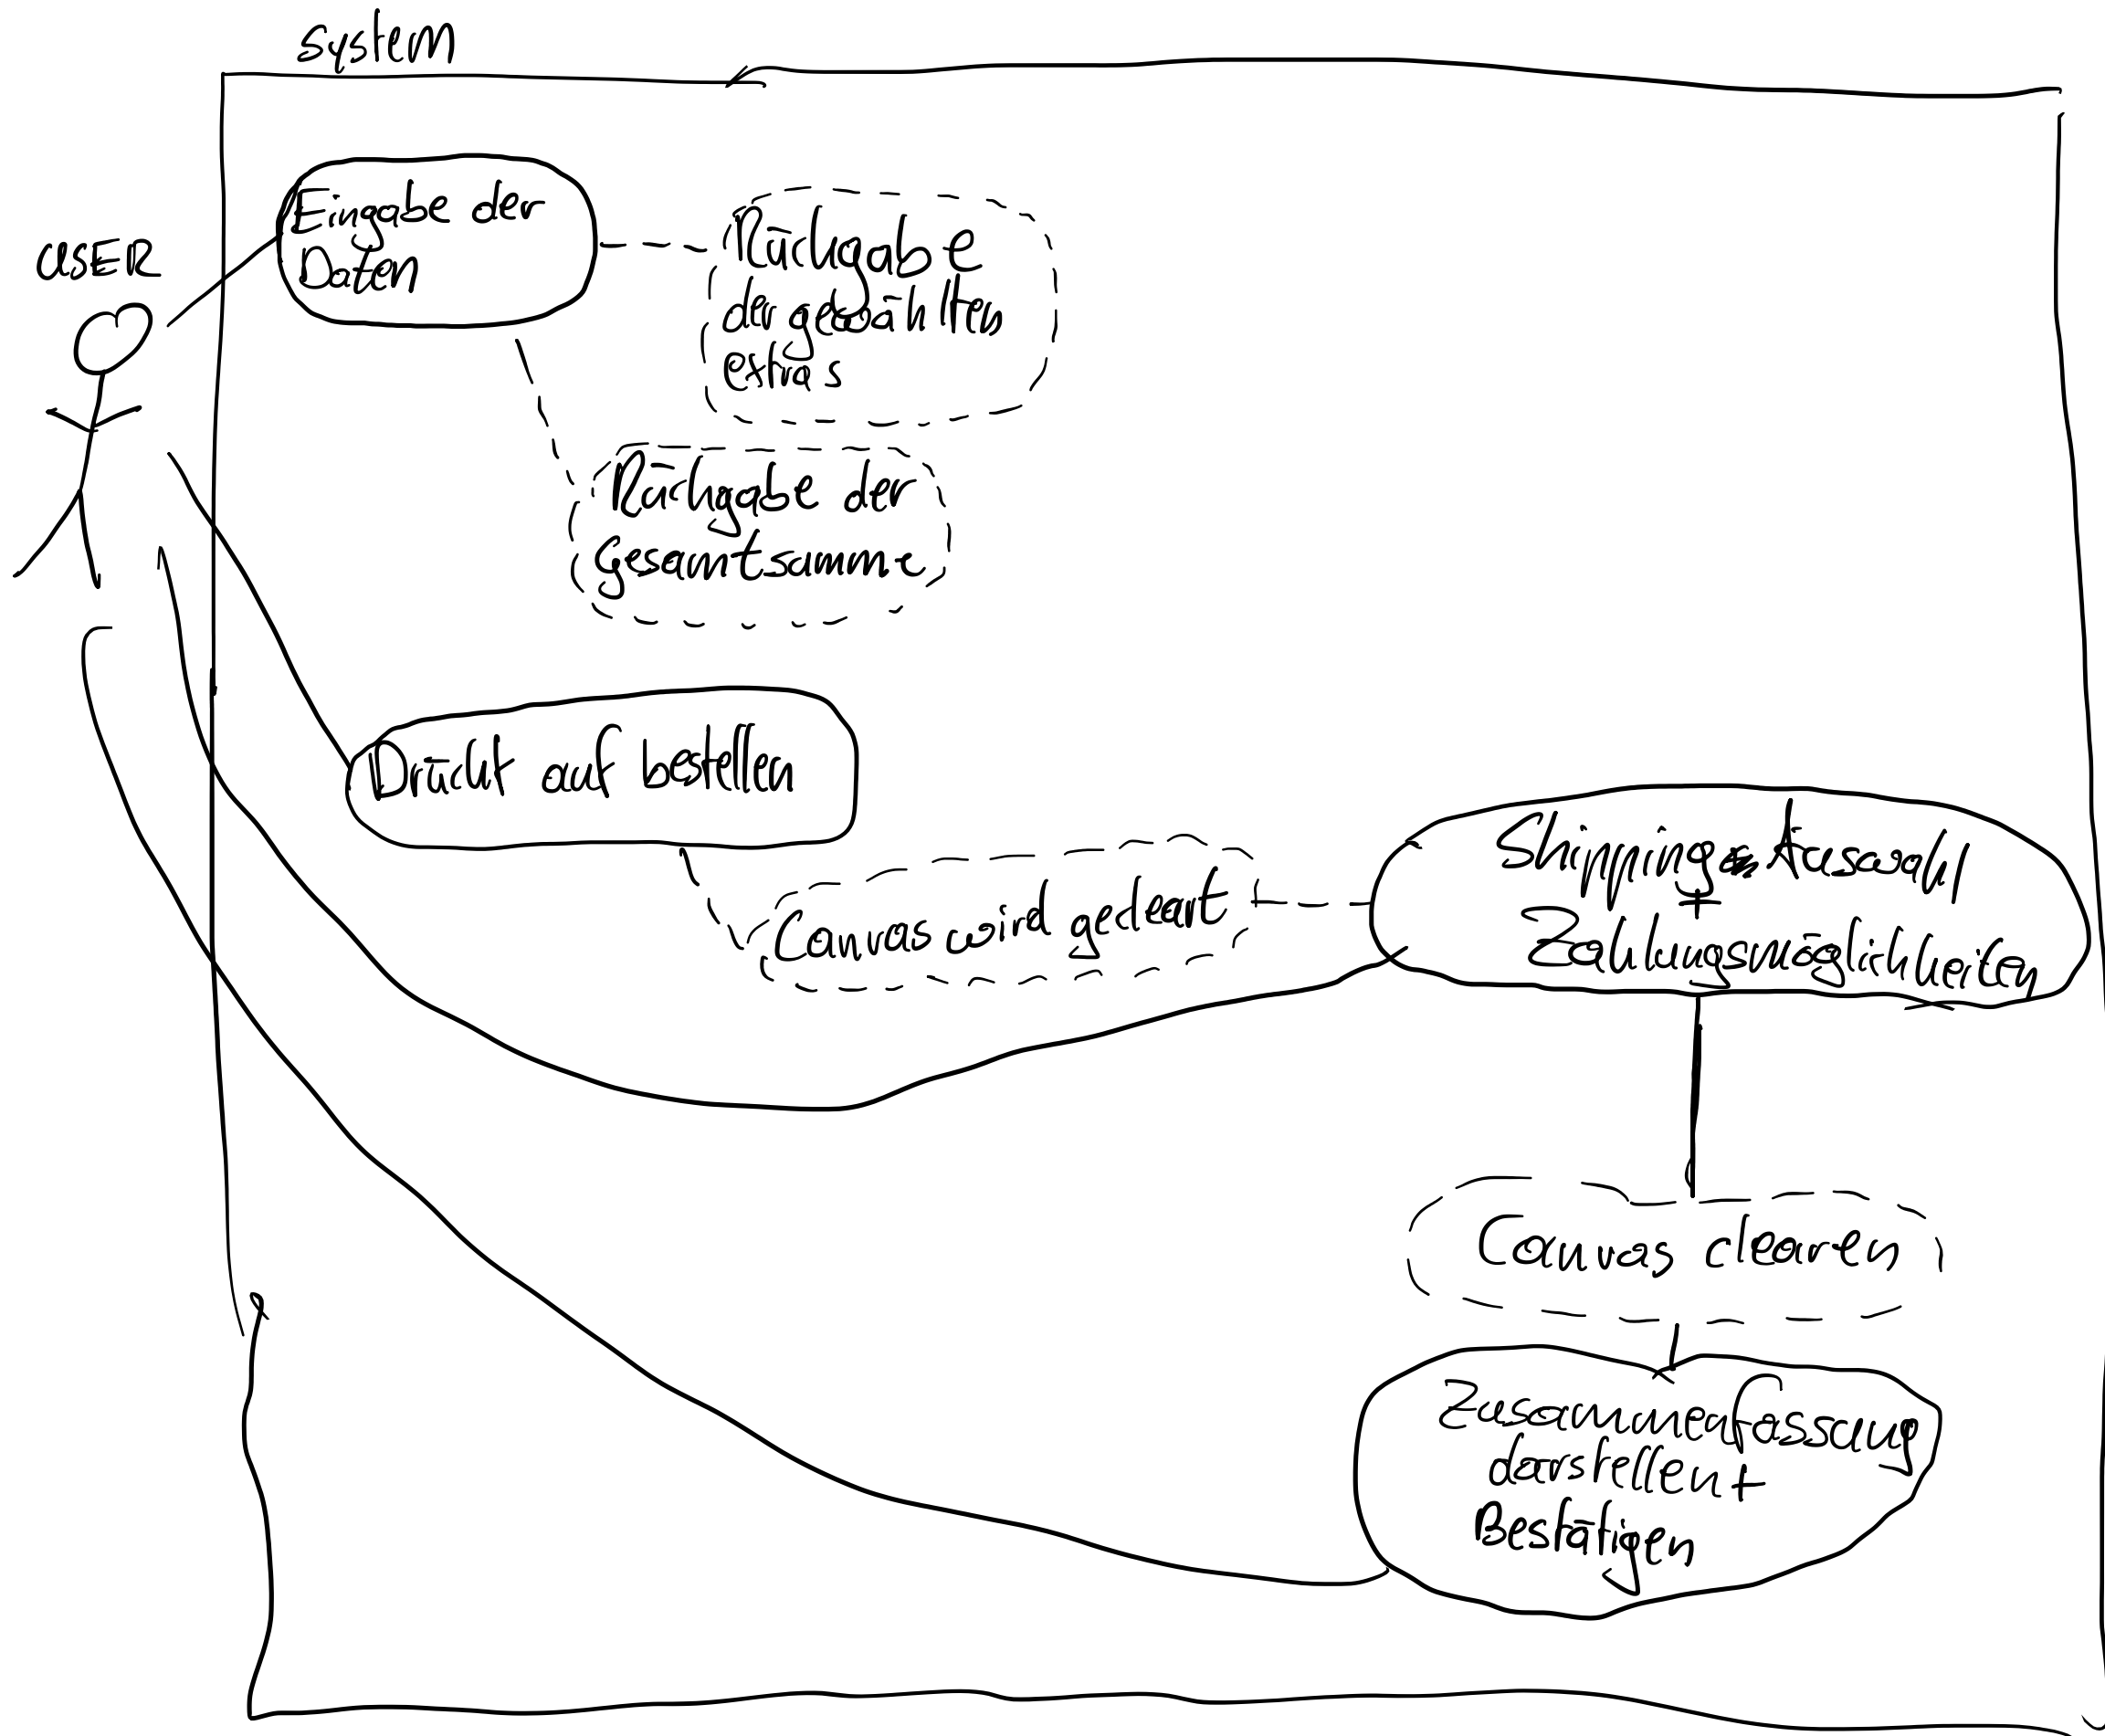 system
USER
Eingabe der
Daten
Rückgabe
der gewählten
extras
Rückgabe der
Gesamtsumme
Drückt auf bestellen
Canvas wird geleart
Shipping Auswahl
+
Zahlungsmöglichkeiten
Canvas clearen
Zusammenfassung
darstellen +
Bestätigen